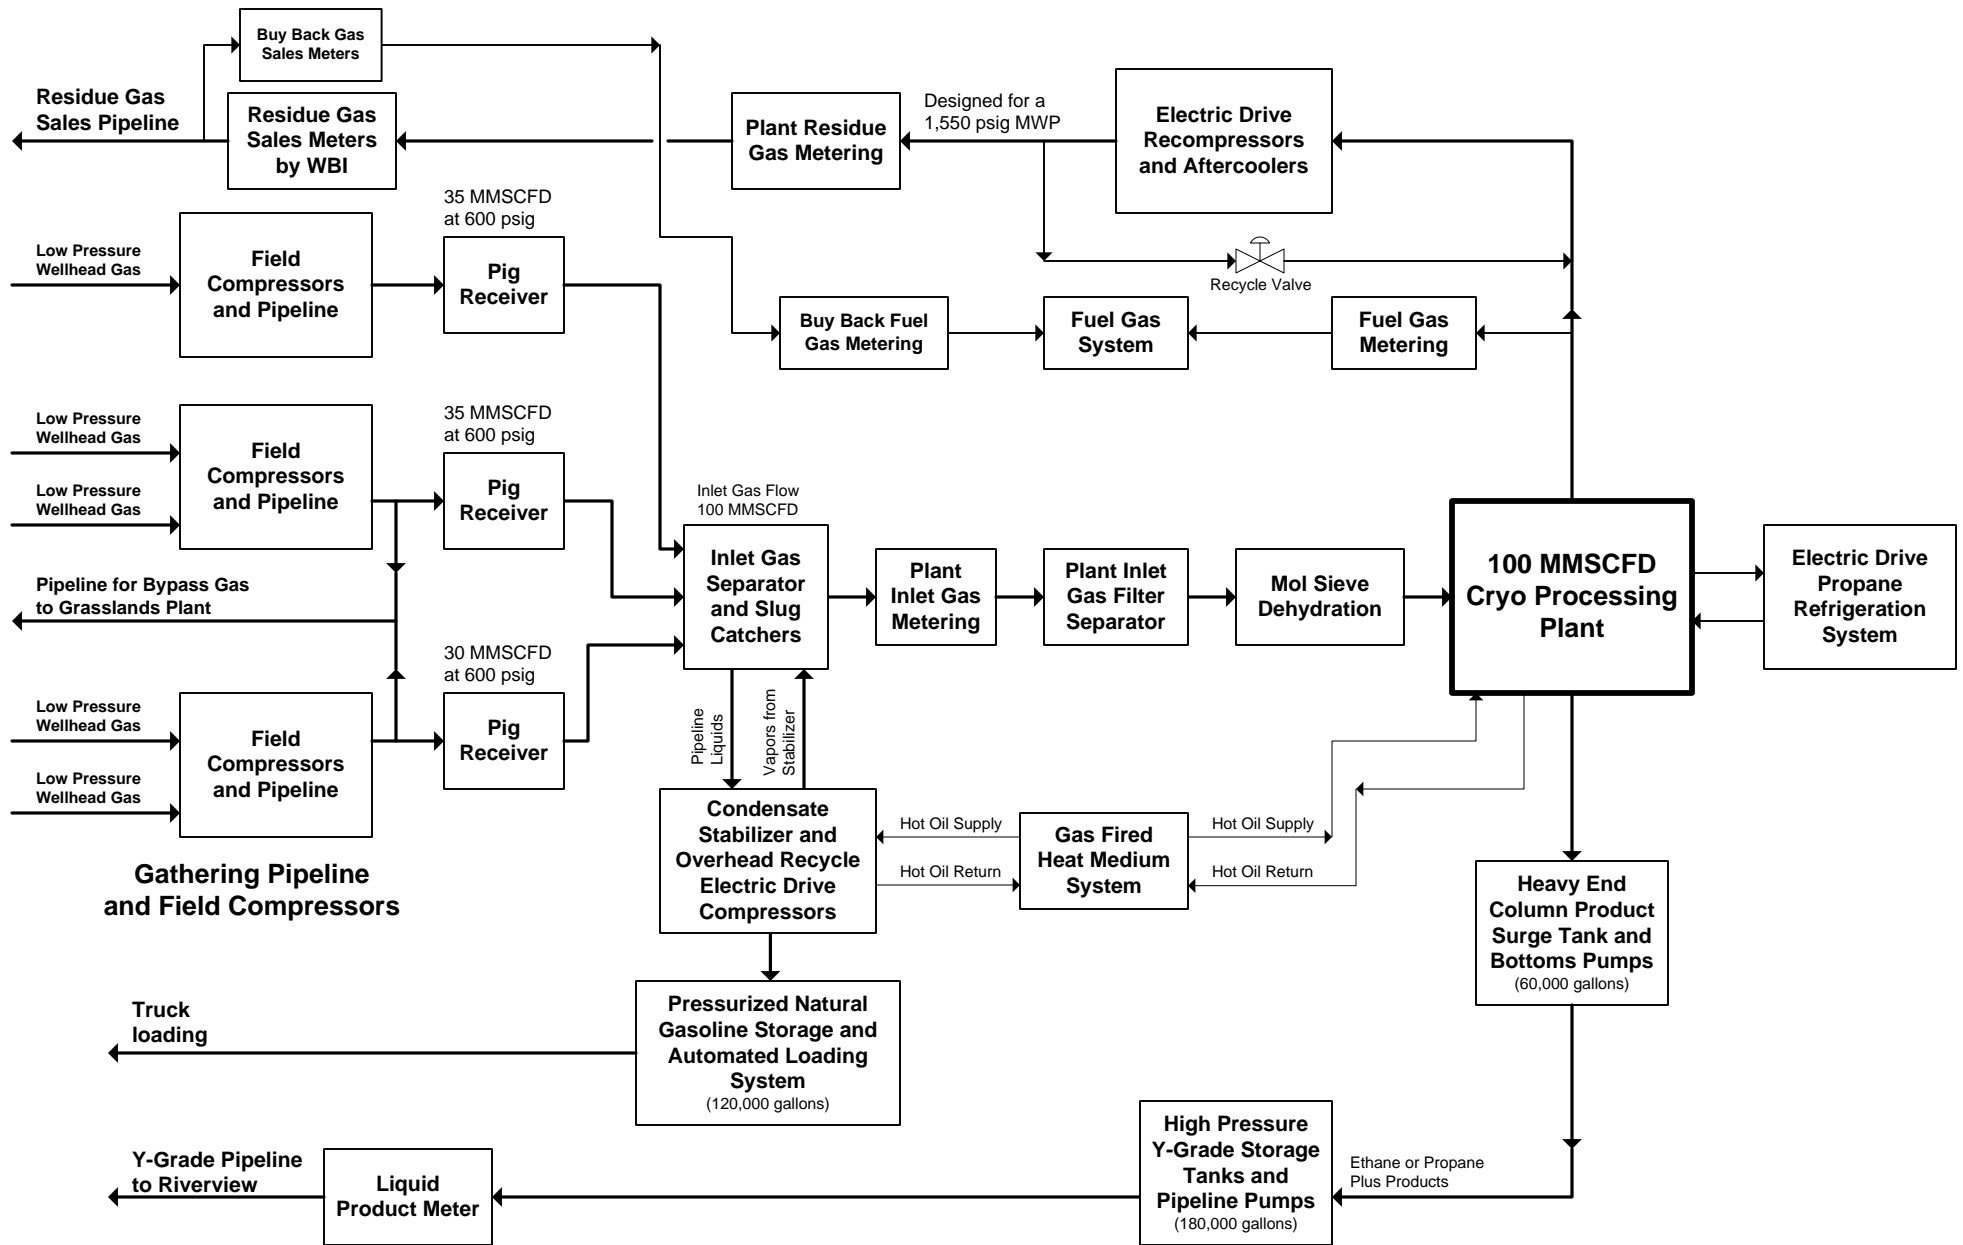 Buy Back Gas
Sales Meters
Residue Gas
Sales Pipeline
Residue Gas
Sales Meters
by WBI
Plant Residue
Gas Metering
Designed for a
1,550 psig MWP
Electric Drive
Recompressors
and Aftercoolers
35 MMSCFD
at 600 psig
Low Pressure
Wellhead Gas
Field
Compressors
and Pipeline
Pig
Receiver
Recycle Valve
Buy Back Fuel
Gas Metering
Fuel Gas
System
Fuel Gas
Metering
35 MMSCFD
at 600 psig
Low Pressure
Wellhead Gas
Low Pressure
Wellhead Gas
Field
Compressors
and Pipeline
Pig
Receiver
Inlet Gas Flow
100 MMSCFD
Inlet Gas
Separator
and Slug
Catchers
Plant
Inlet Gas
Metering
Plant Inlet
Gas Filter
Separator
Mol Sieve
Dehydration
100 MMSCFD
Cryo Processing
Plant
Electric Drive
Propane
Refrigeration
System
Pipeline for Bypass Gas
to Grasslands Plant
30 MMSCFD
at 600 psig
Low Pressure
Wellhead Gas
Low Pressure
Wellhead Gas
Field
Compressors
and Pipeline
Pig
Receiver
Pipeline
Liquids
Vapors from
Stabilizer
Condensate
Stabilizer and
Overhead Recycle
Electric Drive
Compressors
Hot Oil Supply
Hot Oil Return
Gas Fired
Heat Medium
System
Hot Oil Supply
Hot Oil Return
Gathering Pipeline
and Field Compressors
Heavy End
Column Product
Surge Tank and
Bottoms Pumps
(60,000 gallons)
Truck
loading
Pressurized Natural
Gasoline Storage and
Automated Loading
System
(120,000 gallons)
Y-Grade Pipeline
to Riverview
Liquid
Product Meter
High Pressure
Y-Grade Storage
Tanks and
Pipeline Pumps
(180,000 gallons)
Ethane or Propane
Plus Products